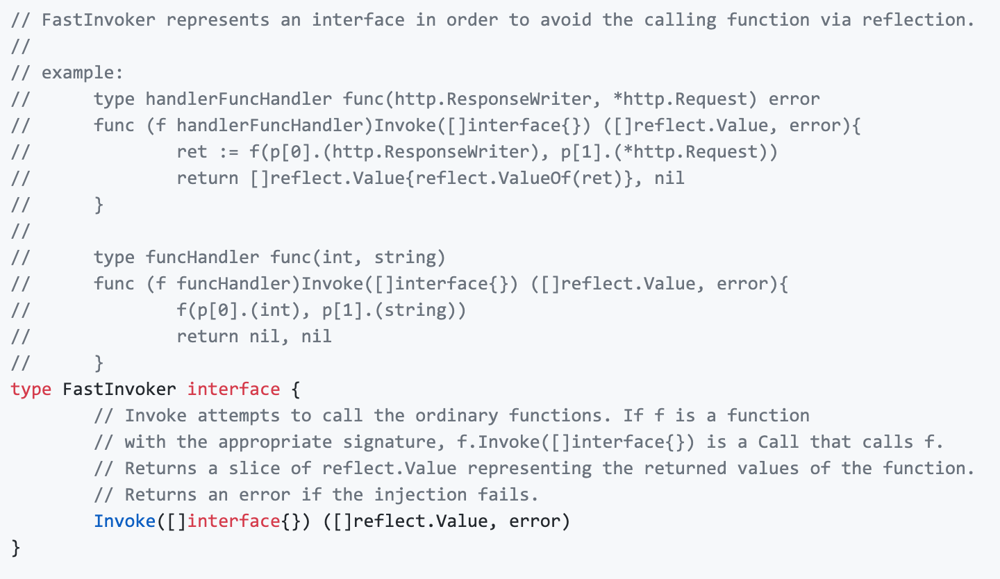 // FastInvoker represents an interface in order to avoid the calling function via reflection.
//
// example:
//      type handlerFuncHandler func(http.ResponseWriter, *http.Request) error
//      func (f handlerFuncHandler)Invoke([]interface{}) ([]reflect.Value, error){
//              ret := f(p[0].(http.ResponseWriter), p[1].(*http.Request))
//              return []reflect.Value{reflect.ValueOf(ret)}, nil
//      }
//
//      type funcHandler func(int, string)
//      func (f funcHandler)Invoke([]interface{}) ([]reflect.Value, error){
//              f(p[0].(int), p[1].(string))
//              return nil, nil
//      }
type FastInvoker interface {
        // Invoke attempts to call the ordinary functions. If f is a function
        // with the appropriate signature, f.Invoke([]interface{}) is a Call that calls f.
        // Returns a slice of reflect.Value representing the returned values of the function.
        // Returns an error if the injection fails.
        Invoke([]interface{}) ([]reflect.Value, error)
}